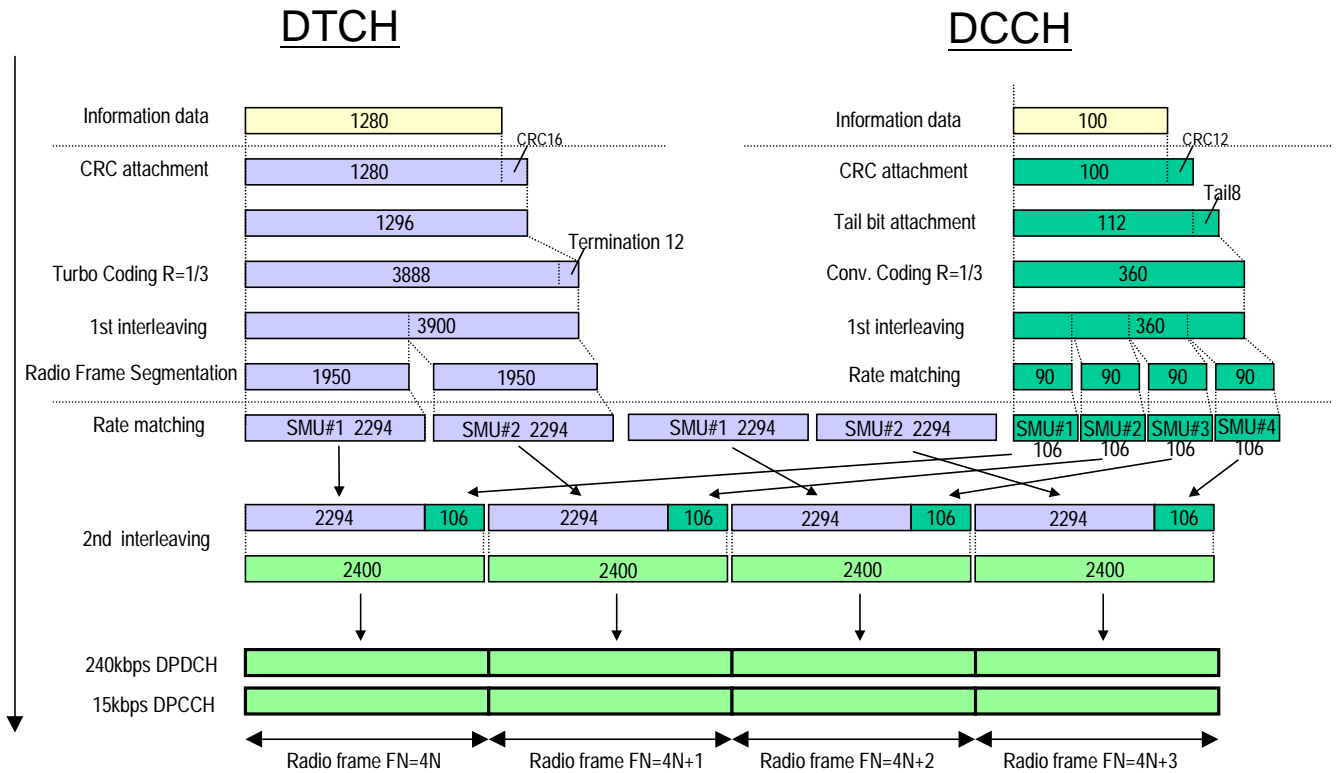 DTCH
DCCH
Information data
1280
Information data
100
CRC16
CRC12
CRC attachment
1280
CRC attachment
100
Tail8
1296
Tail bit attachment
112
Termination 12
Turbo Coding R=1/3
3888
Conv. Coding R=1/3
360
1st interleaving
3900
1st interleaving
360
Radio Frame Segmentation
1950
1950
Rate matching
90
90
90
90
Rate matching
SMU#1 2294
SMU#2 2294
SMU#1 2294
SMU#2 2294
SMU#1
106
SMU#2
106
SMU#3
106
SMU#4
106
2294
106
2294
106
2294
106
2294
106
2nd interleaving
2400
2400
2400
2400
240kbps DPDCH
15kbps DPCCH
Radio frame FN=4N
Radio frame FN=4N+1
Radio frame FN=4N+2
Radio frame FN=4N+3